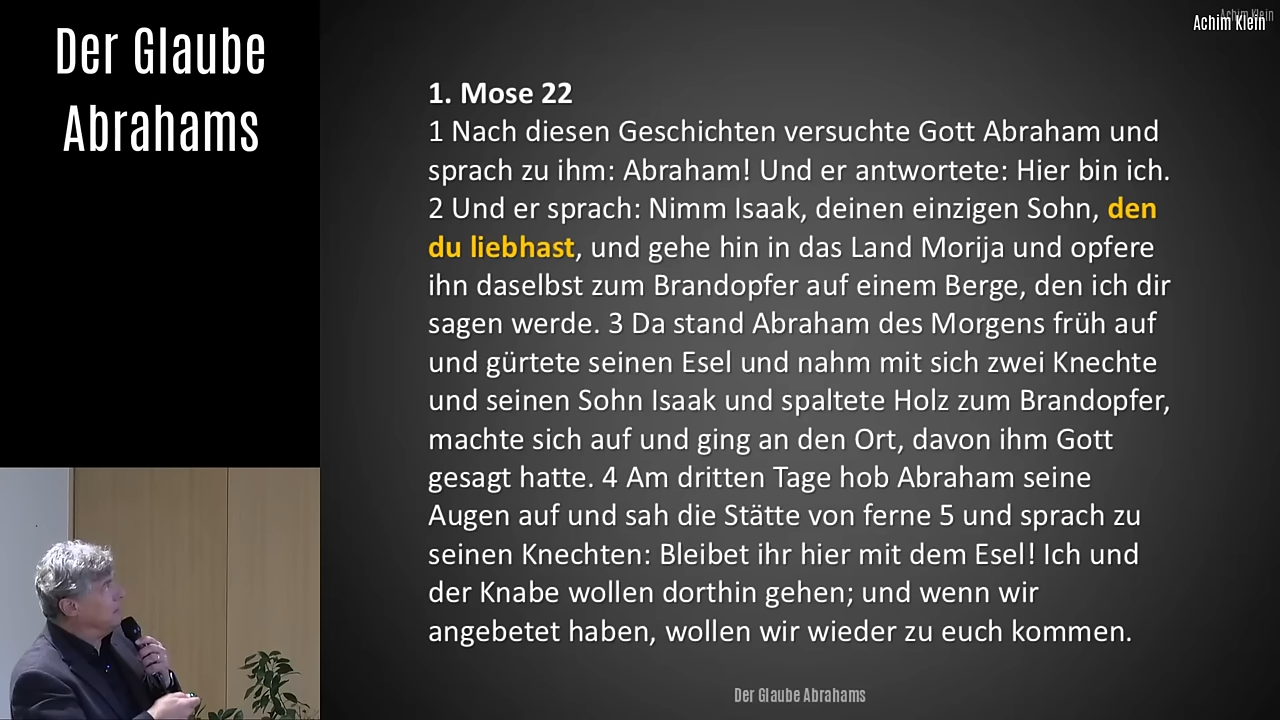 Der Glaube
Abrahams
Achim Klein
Achim Klein
1. Mose 22
1 Nach diesen Geschichten versuchte Gott Abraham und
sprach zu ihm: Abraham! Und er antwortete: Hier bin ich.
2 Und er sprach: Nimm Isaak, deinen einzigen Sohn, den
du liebhast, und gehe hin in das Land Morija und opfere
ihn daselbst zum Brandopfer auf einem Berge, den ich dir
sagen werde. 3 Da stand Abraham des Morgens früh auf
und gürtete seinen Esel und nahm mit sich zwei Knechte
und seinen Sohn Isaak und spaltete Holz zum Brandopfer,
machte sich auf und ging an den Ort, davon ihm Gott
gesagt hatte. 4 Am dritten Tage hob Abraham seine
Augen auf und sah die Stätte von ferne 5 und sprach zu
seinen Knechten: Bleibet ihr hier mit dem Esel! Ich und
der Knabe wollen dorthin gehen; und wenn wir
angebetet haben, wollen wir wieder zu euch kommen.
Der Glaube Abrahams